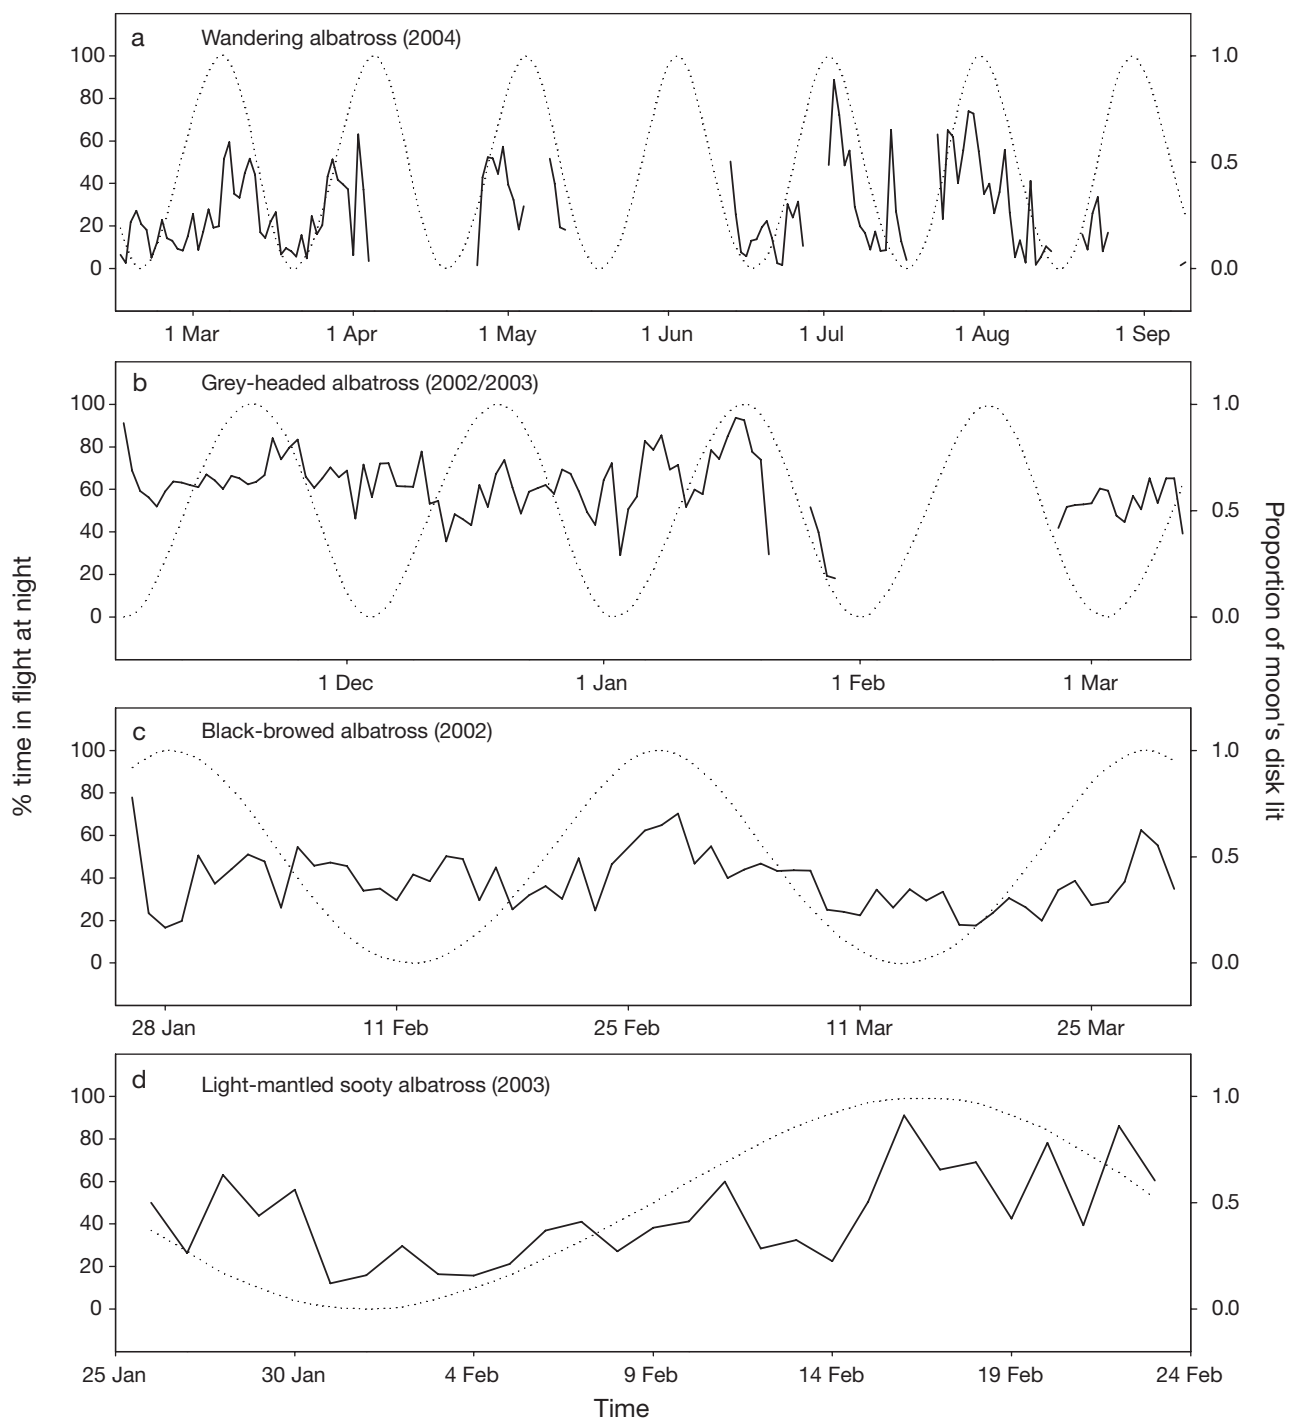 a Wandering albatross (2004)
100 1.0
80
60
0.5
40
20
0 0.0
1 Mar 1 Apr 1 May 1 Jun 1 Jul 1 Aug 1 Sep
b Grey-headed albatross (2002/2003)
100 1.0
80
60
0.5
40
20
0 0.0
1 Dec 1 Jan 1 Feb 1 Mar
% time in flight at night
Proportion of moon's disk lit
c Black-browed albatross (2002)
100 1.0
80
60
0.5
40
20
0 0.0
28 Jan 11 Feb 25 Feb 11 Mar 25 Mar
d Light-mantled sooty albatross (2003)
100 1.0
80
60
0.5
40
20
0 0.0
25 Jan 30 Jan 4 Feb 9 Feb 14 Feb 19 Feb 24 Feb
Time